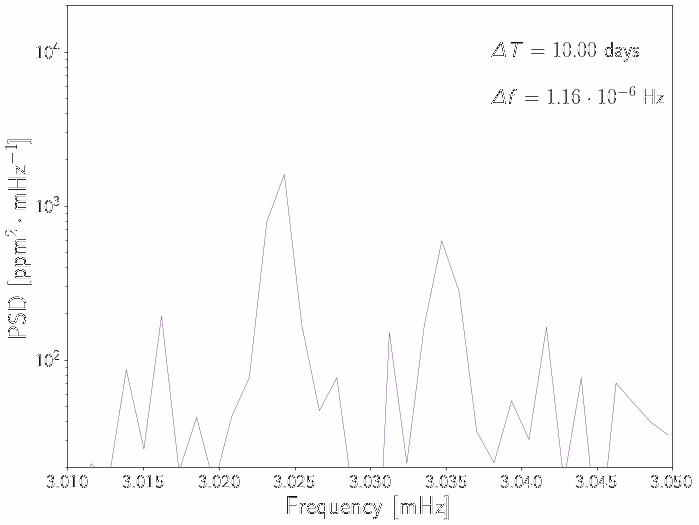 10⁴
ΔT = 10.00 days
Δf = 1.16 · 10⁻⁶ Hz
10³
PSD [ppm² · mHz⁻¹]
10²
3.010 3.015 3.020 3.025 3.030 3.035 3.040 3.045 3.050
Frequency [mHz]